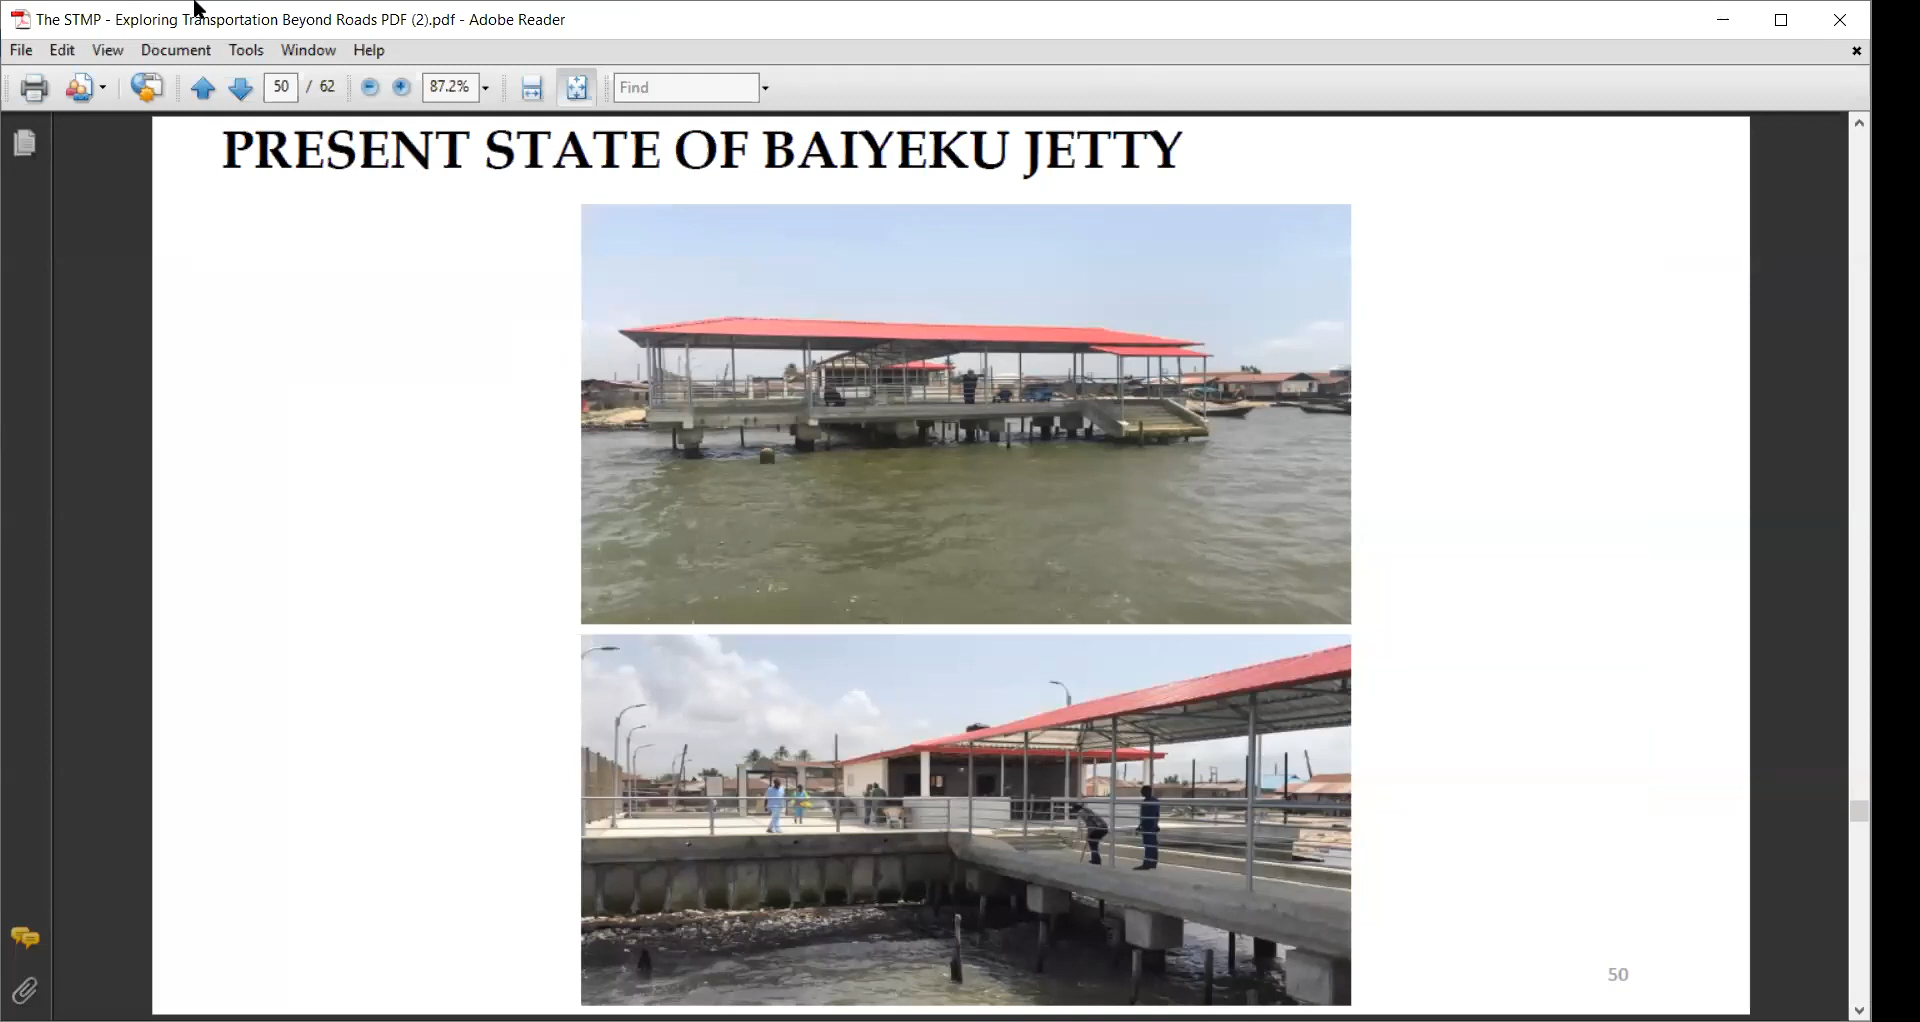 The STMP - Exploring Transportation Beyond Roads PDF (2).pdf - Adobe Reader
File Edit View Document Tools Window Help
50 / 62 87.2% Find
PRESENT STATE OF BAIYEKU JETTY
50